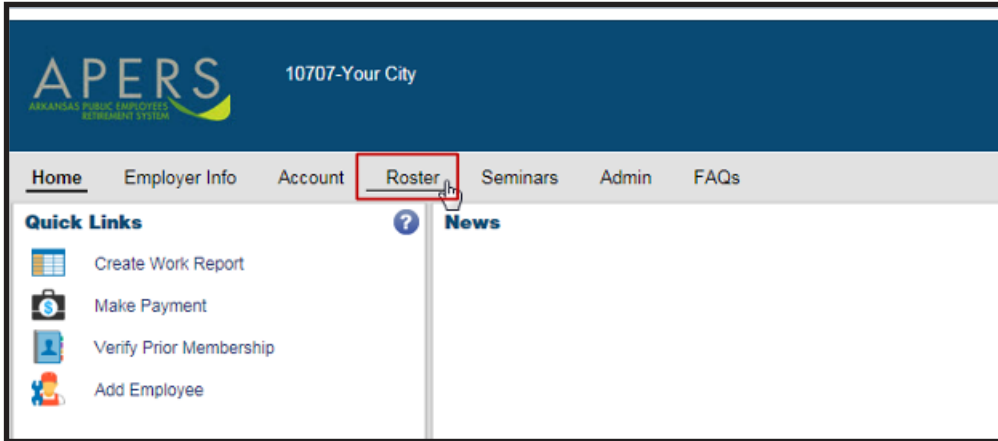 APERS
ARKANSAS PUBLIC EMPLOYEES
RETIREMENT SYSTEM
10707-Your City
Home Employer Info Account Roster Seminars Admin FAQs
Quick Links ? News
Create Work Report
Make Payment
Verify Prior Membership
Add Employee